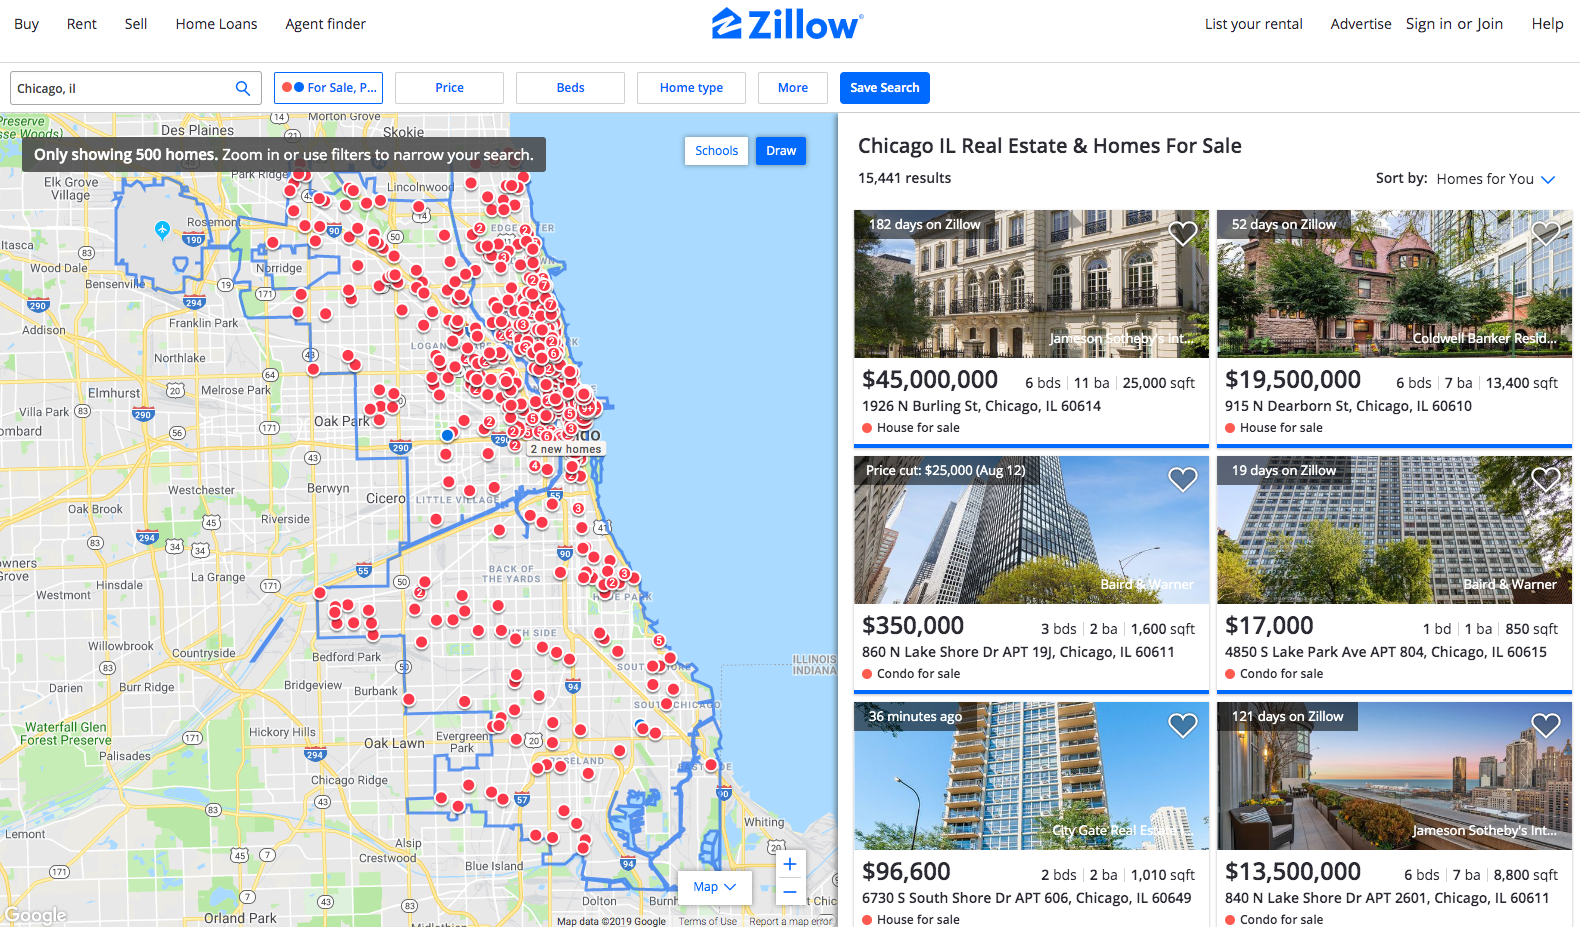 Buy Rent Sell Home Loans Agent finder
Zillow
List your rental Advertise Sign in or Join Help
Chicago, il
For Sale, P...
Price
Beds
Home type
More
Save Search
Only showing 500 homes. Zoom in or use filters to narrow your search.
Schools
Draw
Morton Grove
Des Plaines
Skokie
Elk Grove
Village
Park Ridge
Lincolnwood
Rosemont
Itasca
Wood Dale
Bensenville
Norridge
Franklin Park
Addison
Northlake
Elmhurst
Melrose Park
Villa Park
Oak Park
2 new homes
Berwyn
Cicero
LITTLE VILLAGE
Westchester
Oak Brook
Riverside
BACK OF
THE YARDS
La Grange
Hinsdale
Westmont
Willowbrook
Countryside
Bedford Park
ILLINOIS
INDIANA
Darien
Burr Ridge
Bridgeview
Burbank
SOUTH CHICAGO
Waterfall Glen
Forest Preserve
Hickory Hills
Oak Lawn
Evergreen
Park
Palisades
Chicago Ridge
Whiting
Lemont
Alsip
Crestwood
Blue Island
Dolton
Orland Park
Map
+
−
Google
Map data ©2019 Google Terms of Use Report a map error
Chicago IL Real Estate & Homes For Sale
15,441 results
Sort by: Homes for You
182 days on Zillow
Jameson Sotheby's Int...
$45,000,000 6 bds 11 ba 25,000 sqft
1926 N Burling St, Chicago, IL 60614
House for sale
52 days on Zillow
Coldwell Banker Resid...
$19,500,000 6 bds 7 ba 13,400 sqft
915 N Dearborn St, Chicago, IL 60610
House for sale
Price cut: $25,000 (Aug 12)
Baird & Warner
$350,000 3 bds 2 ba 1,600 sqft
860 N Lake Shore Dr APT 19J, Chicago, IL 60611
Condo for sale
19 days on Zillow
Baird & Warner
$17,000 1 bd 1 ba 850 sqft
4850 S Lake Park Ave APT 804, Chicago, IL 60615
Condo for sale
36 minutes ago
City Gate Real Estate
$96,600 2 bds 2 ba 1,010 sqft
6730 S South Shore Dr APT 606, Chicago, IL 60649
House for sale
121 days on Zillow
Jameson Sotheby's Int...
$13,500,000 6 bds 7 ba 8,800 sqft
840 N Lake Shore Dr APT 2601, Chicago, IL 60611
Condo for sale